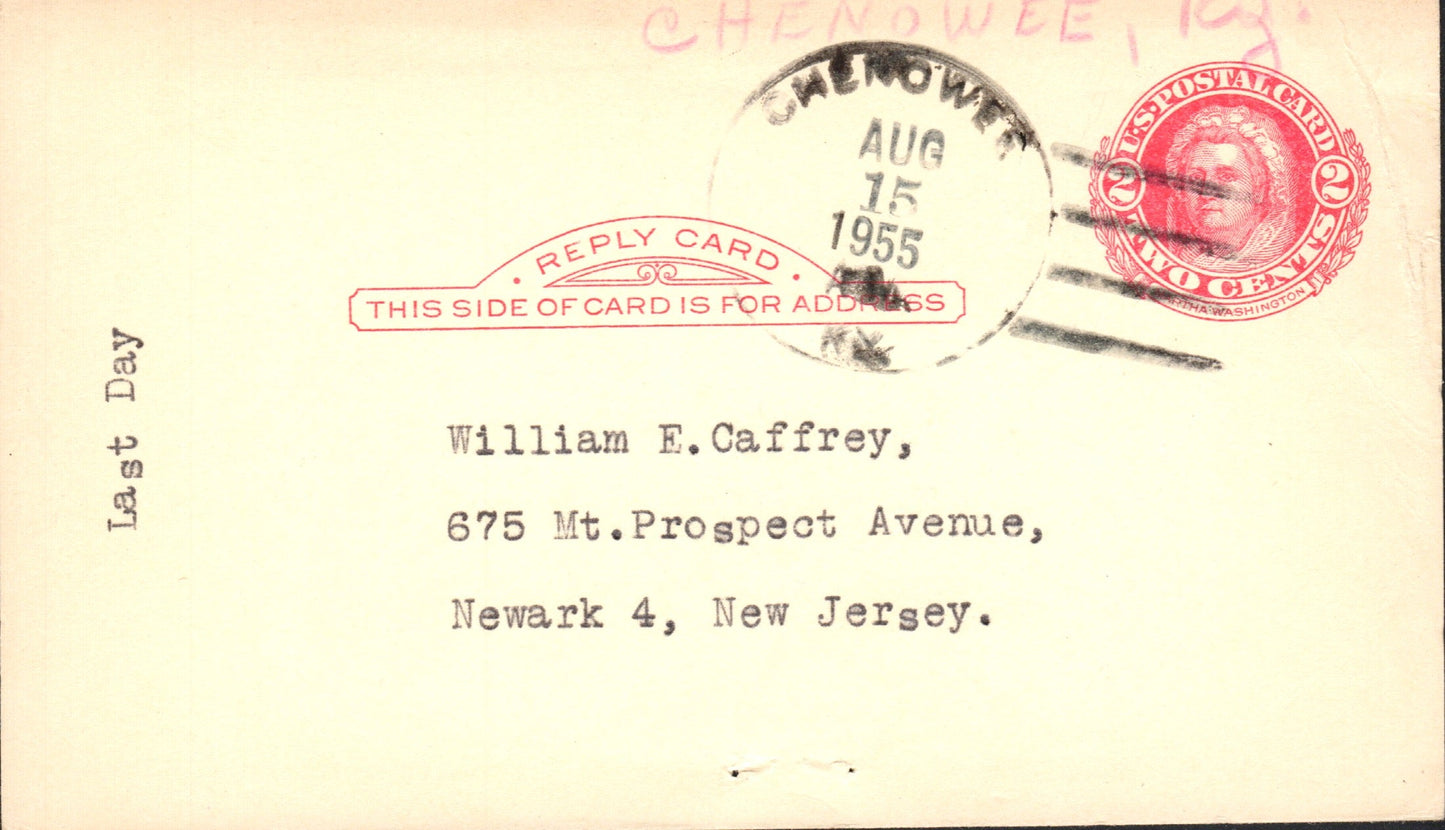 CHENOWEE, Ky.
CHENOWEE
AUG
15
1955
KY.
U.S. POSTAL CARD
2 2
TWO CENTS
MARTHA WASHINGTON
· REPLY CARD ·
THIS SIDE OF CARD IS FOR ADDRESS
Last Day
William E.Caffrey,
675 Mt.Prospect Avenue,
Newark 4, New Jersey.